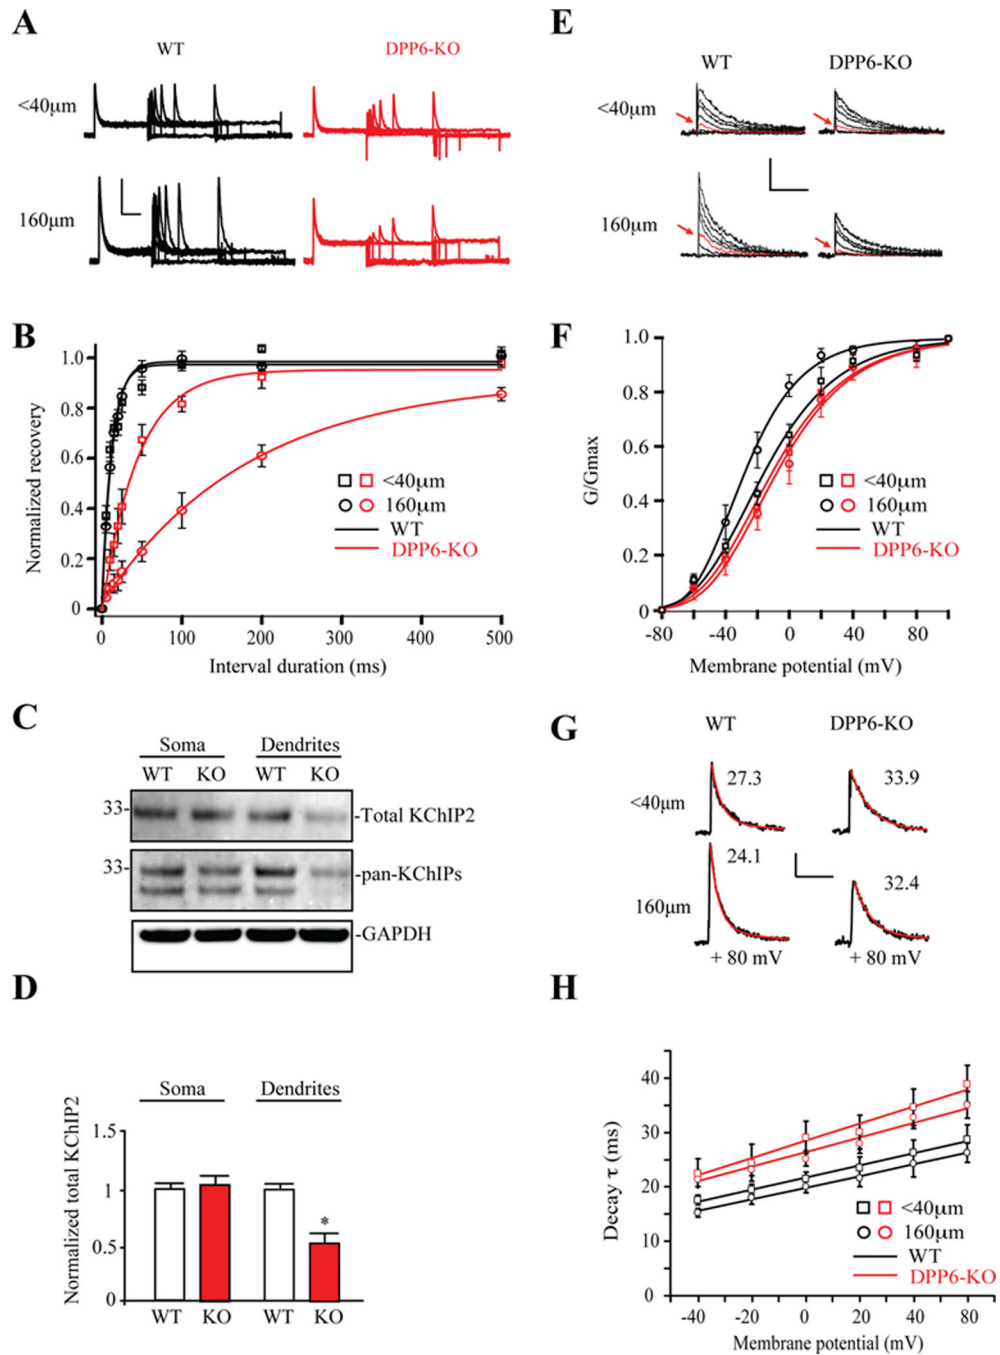 A
WT
DPP6-KO
<40μm
160μm
B
Normalized recovery
1.0
0.8
0.6
0.4
0.2
0
<40μm
160μm
WT
DPP6-KO
0
100
200
300
400
500
Interval duration (ms)
C
Soma
Dendrites
WT
KO
WT
KO
33-
-Total KChIP2
33-
-pan-KChIPs
-GAPDH
D
Soma
Dendrites
Normalized total KChIP2
1.5
1
0.5
0
*
WT
KO
WT
KO
E
WT
DPP6-KO
<40μm
160μm
F
G/Gmax
1.0
0.8
0.6
0.4
0.2
0
<40μm
160μm
WT
DPP6-KO
-80
-40
0
40
80
Membrane potential (mV)
G
WT
DPP6-KO
<40μm
27.3
33.9
160μm
24.1
32.4
+ 80 mV
+ 80 mV
H
Decay τ (ms)
40
30
20
10
0
<40μm
160μm
WT
DPP6-KO
-40
-20
0
20
40
80
Membrane potential (mV)